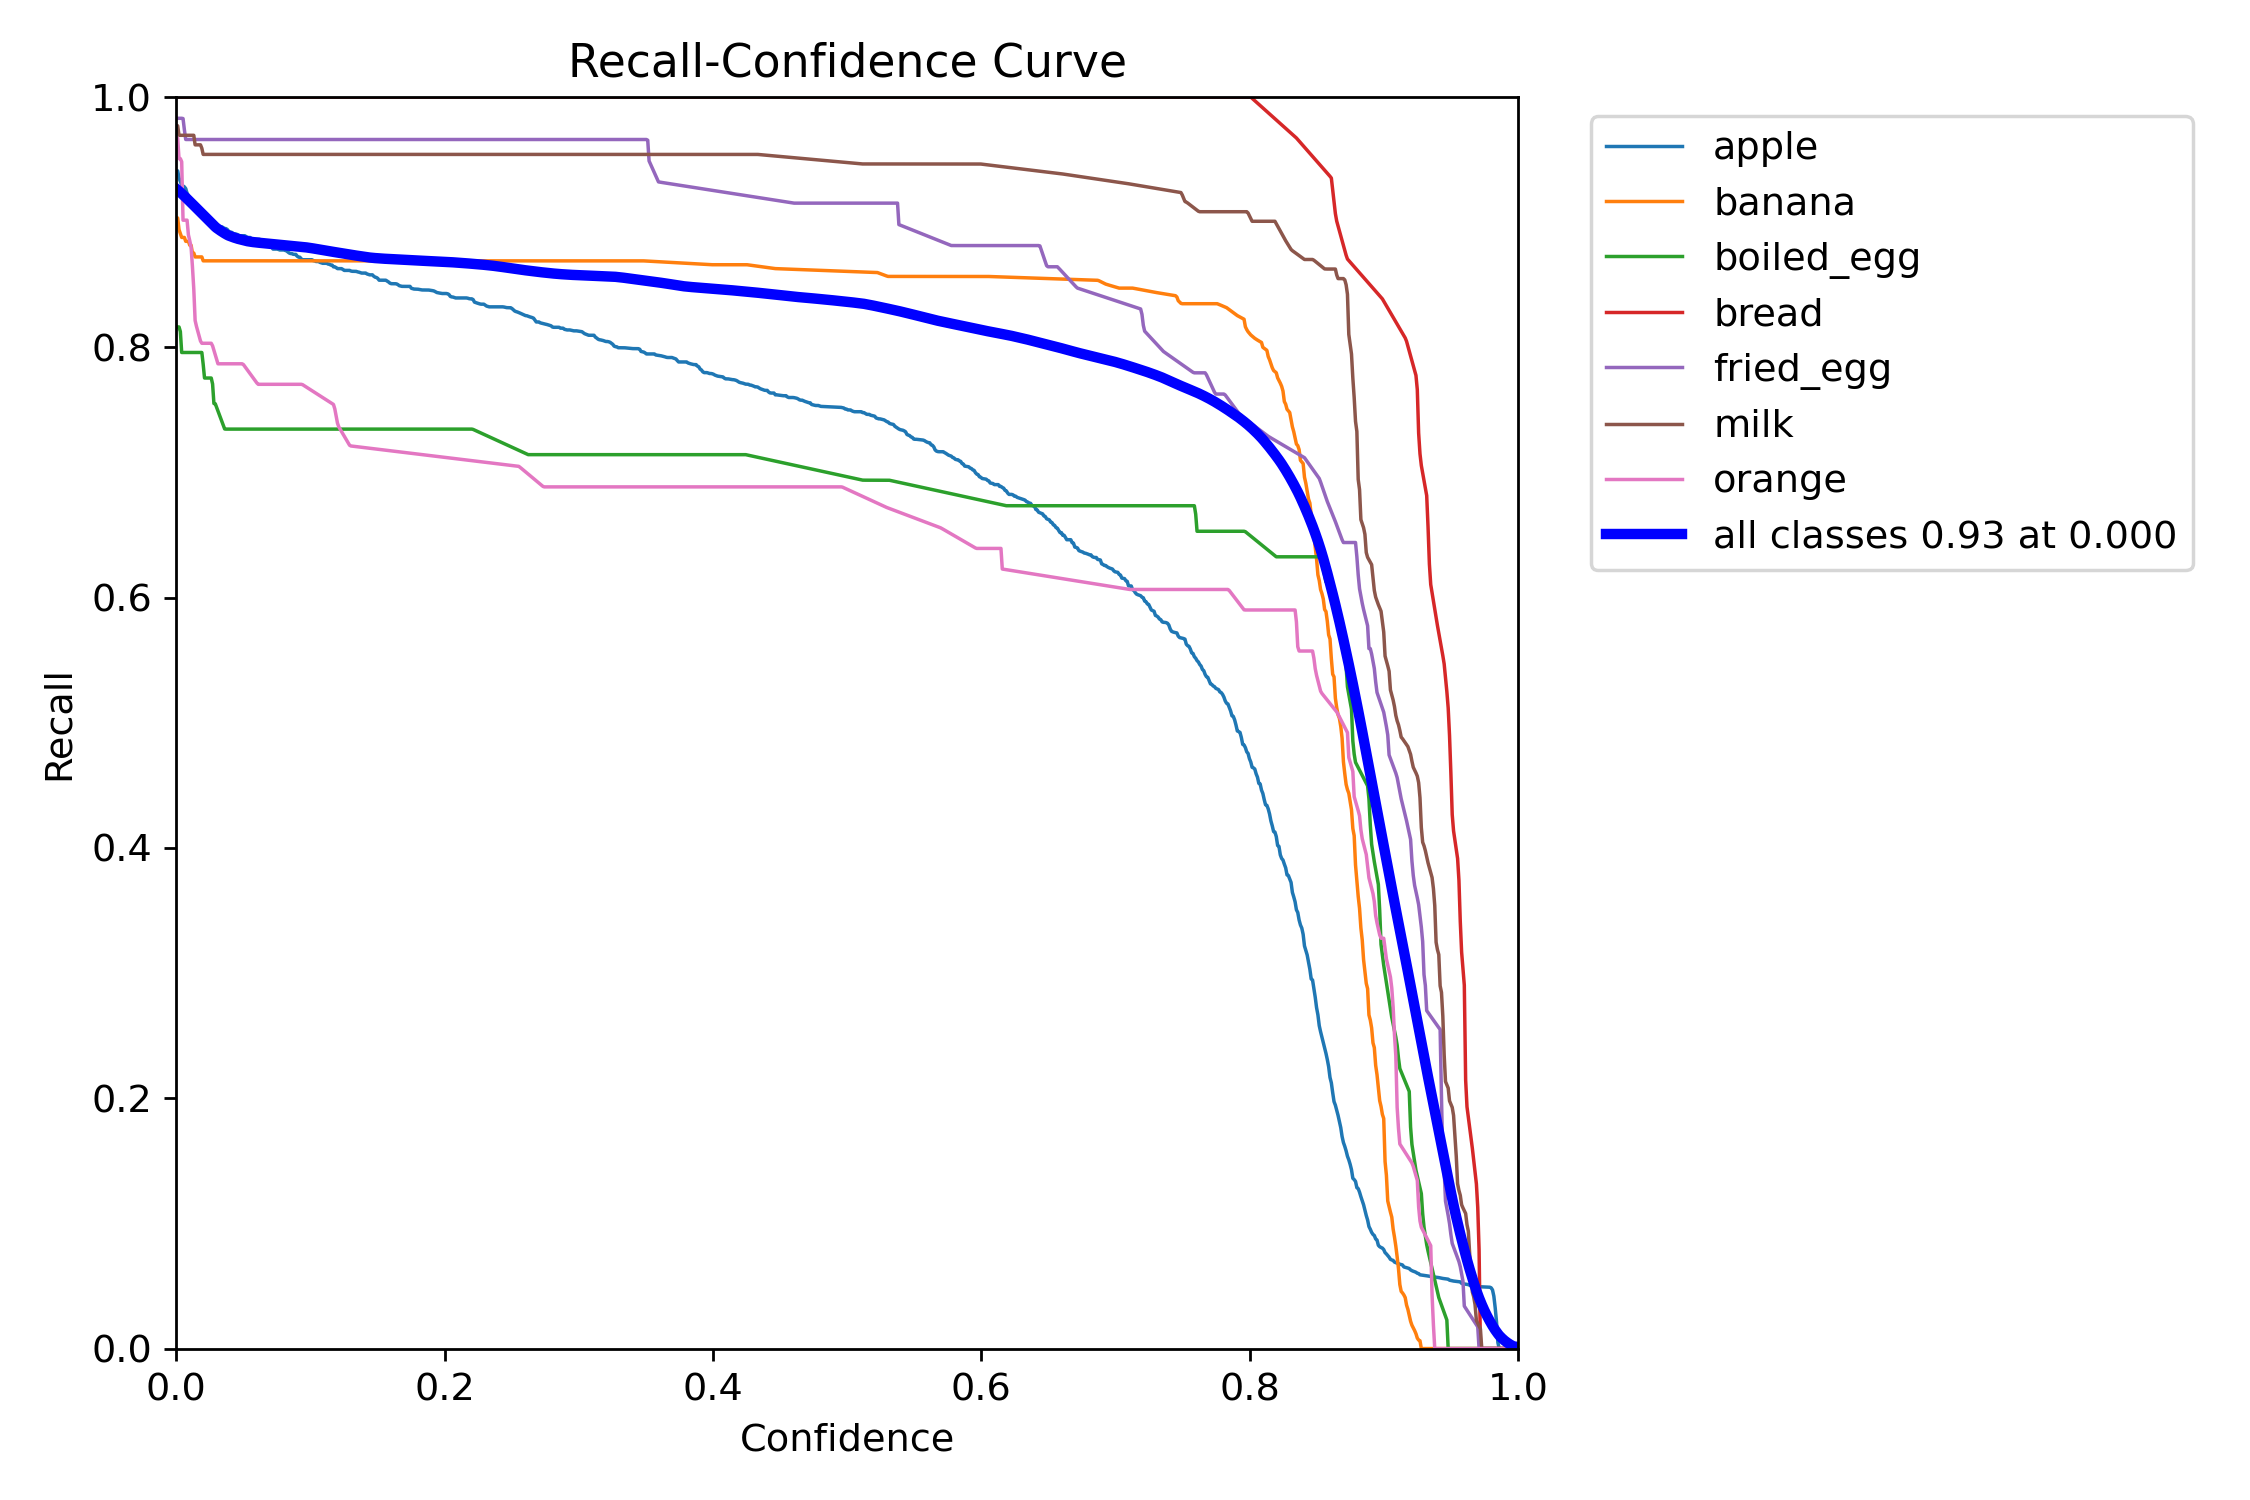 Recall-Confidence Curve
1.0
0.8
0.6
0.4
0.2
0.0
Recall
0.0 0.2 0.4 0.6 0.8 1.0
Confidence
apple
banana
boiled_egg
bread
fried_egg
milk
orange
all classes 0.93 at 0.000